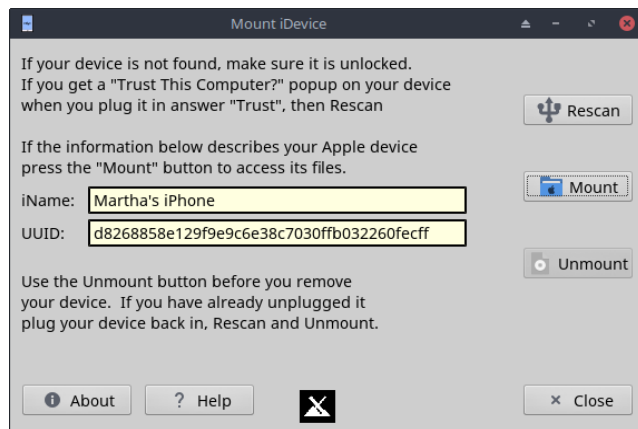 Mount iDevice
If your device is not found, make sure it is unlocked.
If you get a "Trust This Computer?" popup on your device
when you plug it in answer "Trust", then Rescan
Rescan
If the information below describes your Apple device
press the "Mount" button to access its files.
Mount
iName: Martha's iPhone
UUID: d8268858e129f9e9c6e38c7030ffb032260fecff
Unmount
Use the Unmount button before you remove
your device.  If you have already unplugged it
plug your device back in, Rescan and Unmount.
About
? Help
Close